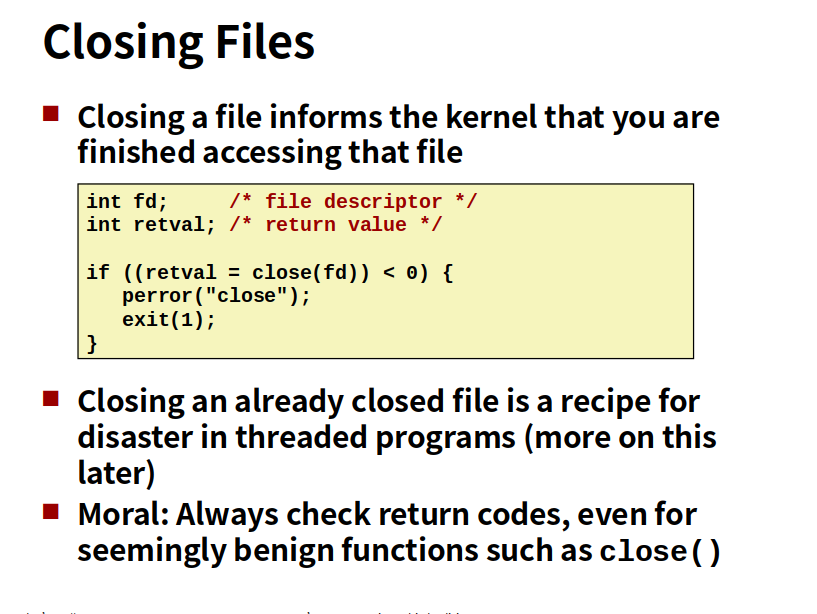 Closing Files
Closing a file informs the kernel that you are
finished accessing that file
int fd;     /* file descriptor */
int retval; /* return value */
if ((retval = close(fd)) < 0) {
   perror("close");
   exit(1);
}
Closing an already closed file is a recipe for
disaster in threaded programs (more on this
later)
Moral: Always check return codes, even for
seemingly benign functions such as close()